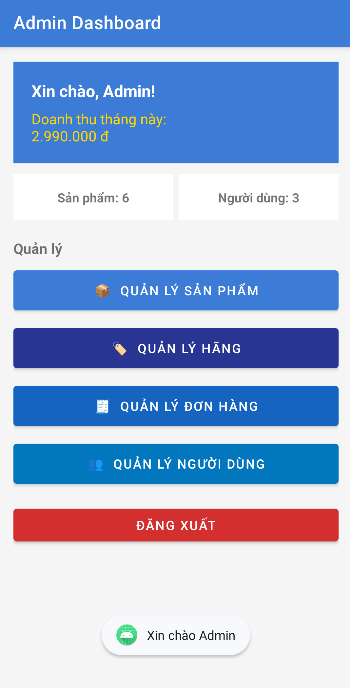 Admin Dashboard
Xin chào, Admin!
Doanh thu tháng này:
2.990.000 đ
Sản phẩm: 6
Người dùng: 3
Quản lý
QUẢN LÝ SẢN PHẨM
QUẢN LÝ HÃNG
QUẢN LÝ ĐƠN HÀNG
QUẢN LÝ NGƯỜI DÙNG
ĐĂNG XUẤT
Xin chào Admin